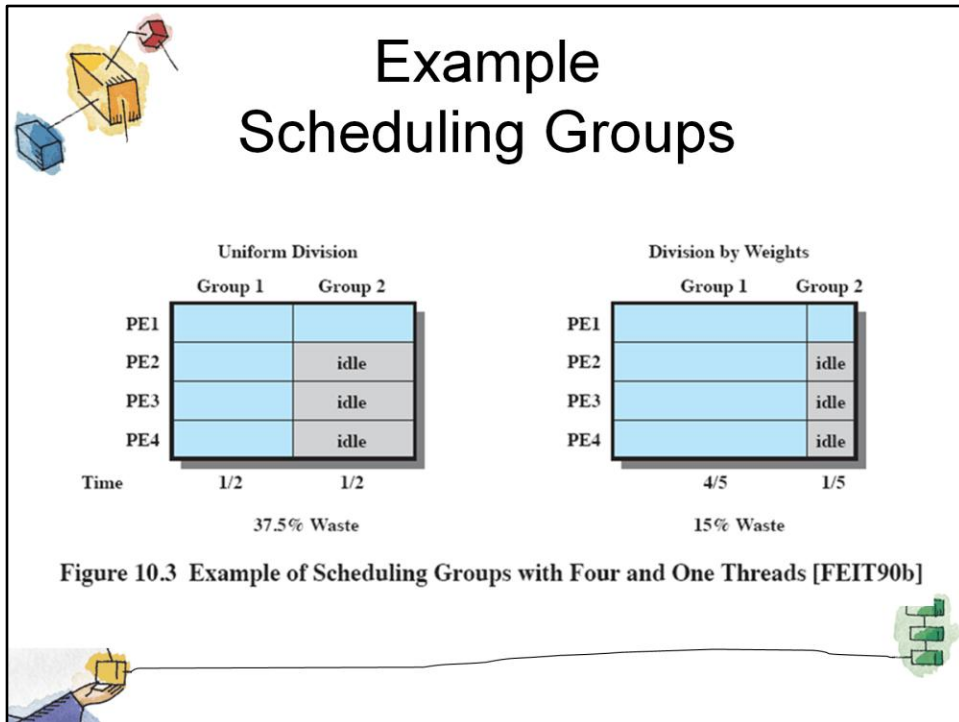 Example
Scheduling Groups
Uniform Division
Group 1 Group 2
PE1
PE2 idle
PE3 idle
PE4 idle
Time 1/2 1/2
37.5% Waste
Division by Weights
Group 1 Group 2
PE1
PE2 idle
PE3 idle
PE4 idle
4/5 1/5
15% Waste
Figure 10.3 Example of Scheduling Groups with Four and One Threads [FEIT90b]